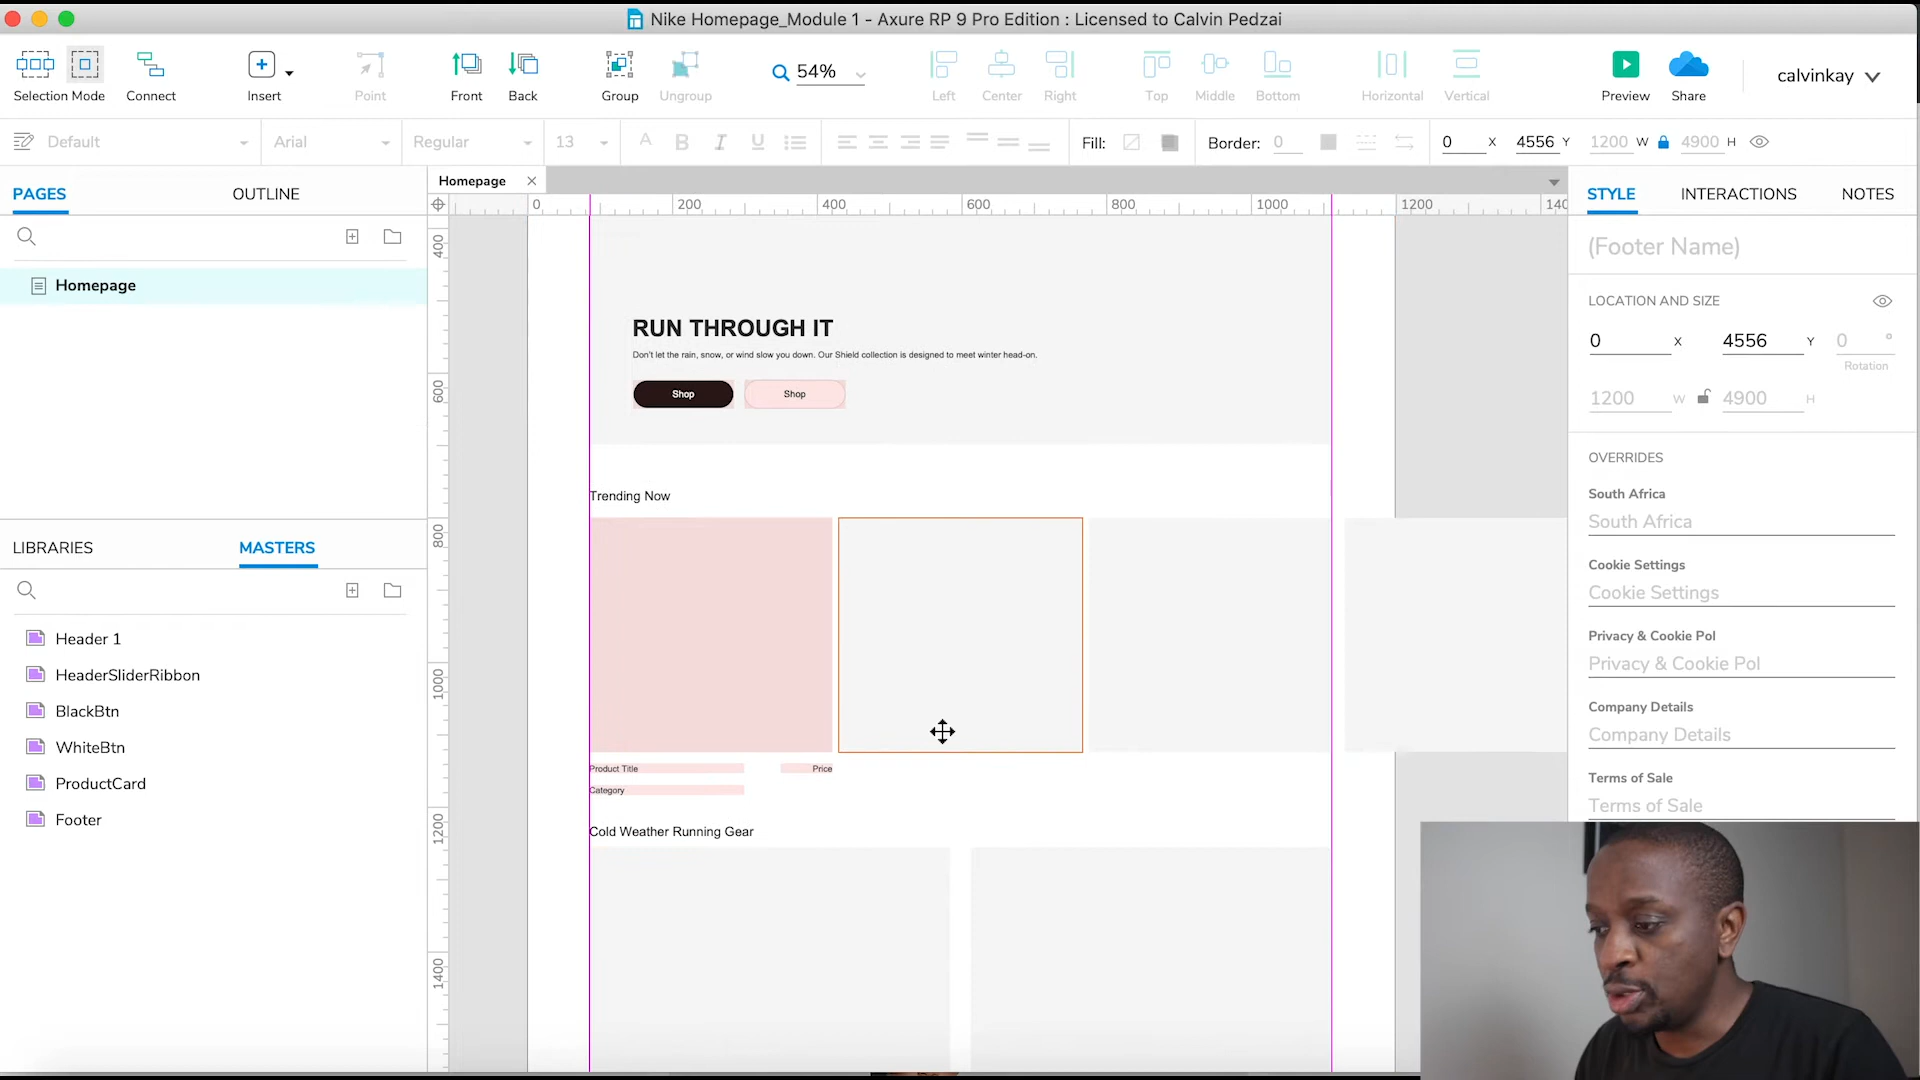 Nike Homepage_Module 1 - Axure RP 9 Pro Edition : Licensed to Calvin Pedzai
Selection Mode
Connect
Insert
Point
Front
Back
Group
Ungroup
54%
Left
Center
Right
Top
Middle
Bottom
Horizontal
Vertical
Preview
Share
calvinkay
Default
Arial
Regular
13
A B I U
Fill:
Border: 0
0 X 4556 Y 1200 W 4900 H
PAGES
OUTLINE
Homepage
Homepage
0 200 400 600 800 1000 1200 140
400
600
800
1000
1200
1400
RUN THROUGH IT
Don't let the rain, snow, or wind slow you down. Our Shield collection is designed to meet winter head-on.
Shop
Shop
Trending Now
Product Title
Price
Category
Cold Weather Running Gear
LIBRARIES
MASTERS
Header 1
HeaderSliderRibbon
BlackBtn
WhiteBtn
ProductCard
Footer
STYLE
INTERACTIONS
NOTES
(Footer Name)
LOCATION AND SIZE
0 X 4556 Y 0 °
Rotation
1200 W 4900 H
OVERRIDES
South Africa
South Africa
Cookie Settings
Cookie Settings
Privacy & Cookie Pol
Privacy & Cookie Pol
Company Details
Company Details
Terms of Sale
Terms of Sale